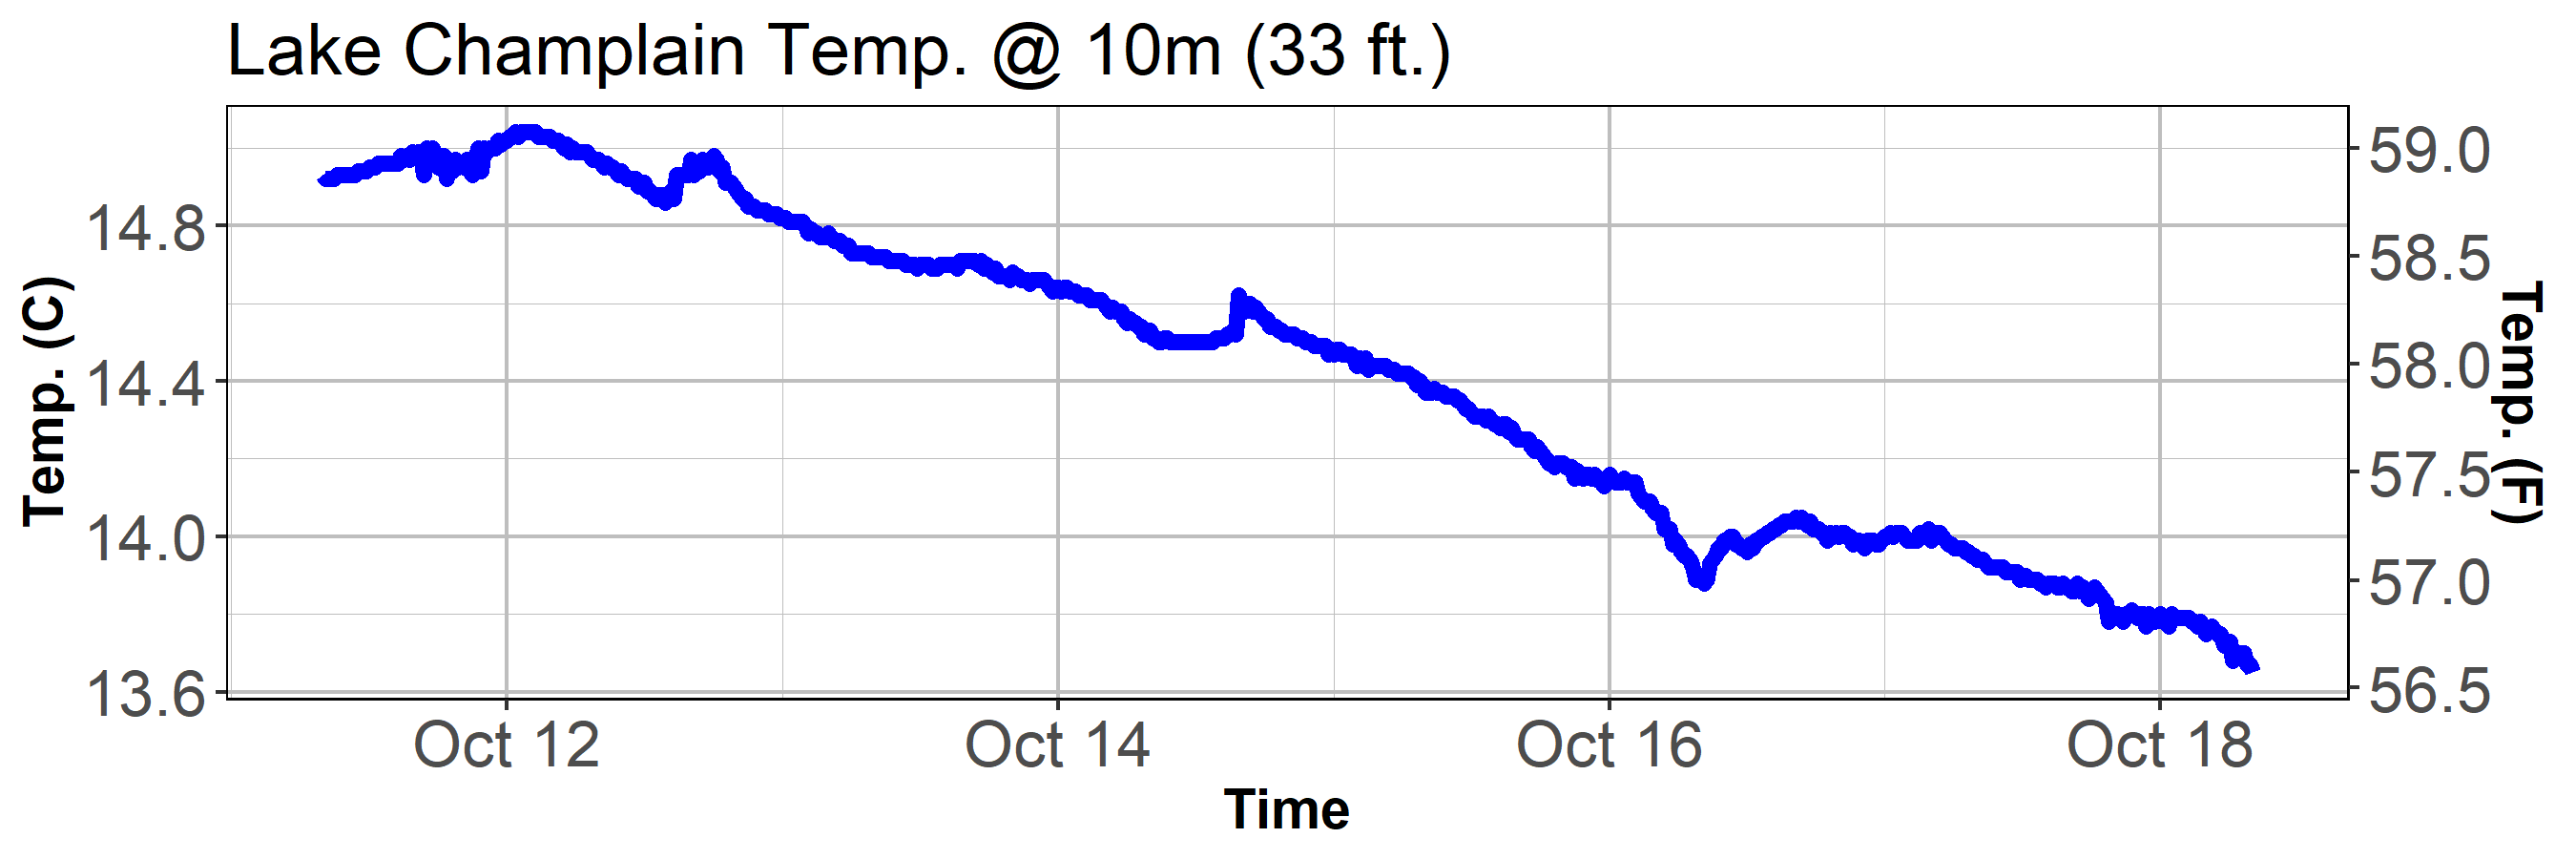 Lake Champlain Temp. @ 10m (33 ft.)
Temp. (C)
14.8
14.4
14.0
13.6
59.0
58.5
58.0
57.5
57.0
56.5
Temp. (F)
Oct 12
Oct 14
Oct 16
Oct 18
Time